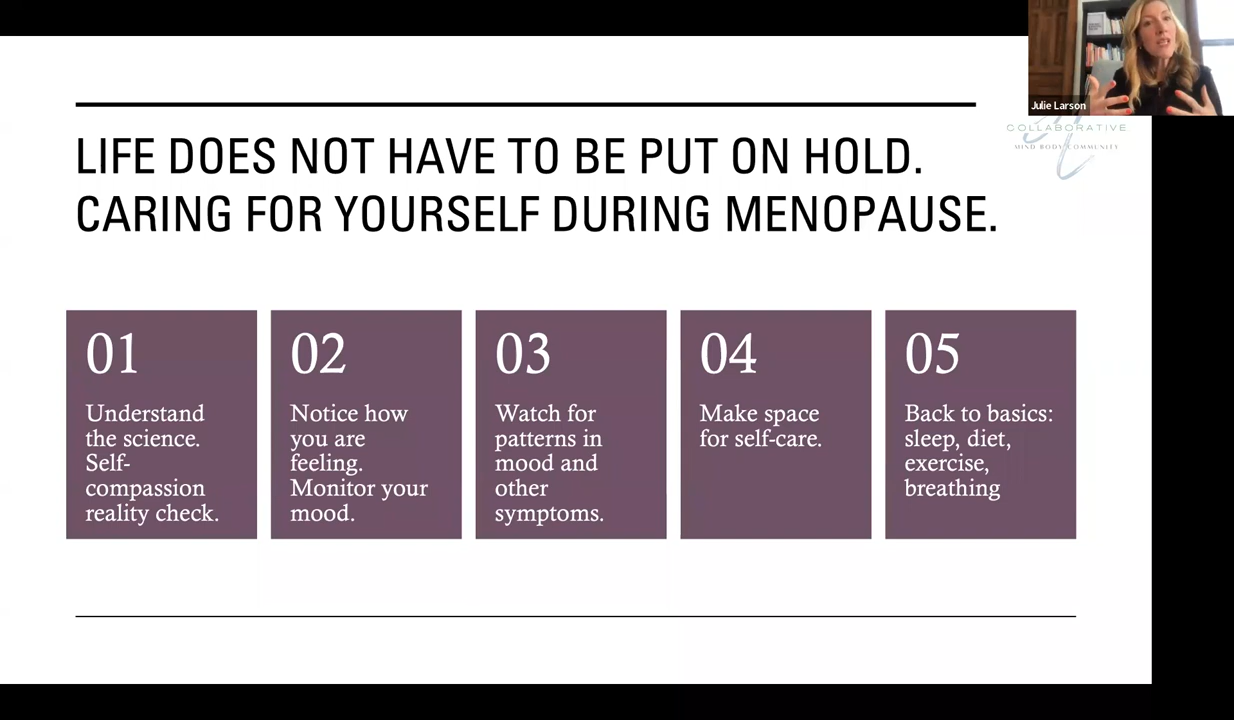 LIFE DOES NOT HAVE TO BE PUT ON HOLD.
CARING FOR YOURSELF DURING MENOPAUSE.
01
Understand
the science.
Self-
compassion
reality check.
02
Notice how
you are
feeling.
Monitor your
mood.
03
Watch for
patterns in
mood and
other
symptoms.
04
Make space
for self-care.
05
Back to basics:
sleep, diet,
exercise,
breathing
Julie Larson
COLLABORATIVE
MIND BODY COMMUNITY